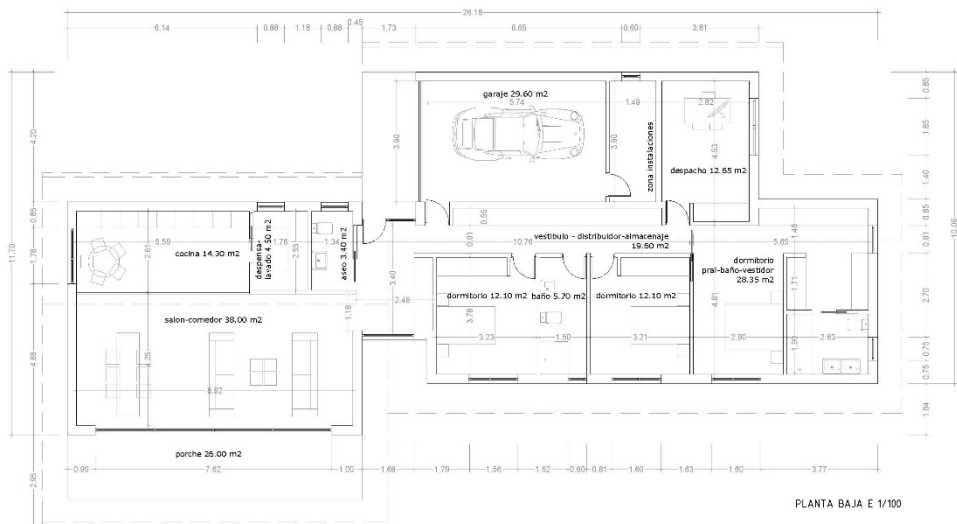 26.18
6.14 0.88 1.18 0.88 0.45 1.73 6.65 0.60 3.81
garaje 29.60 m2
5.74 1.49 2.82
3.90 3.90 4.53
zona instalaciones
despacho 12.65 m2
11.70
4.20
0.85
1.78
4.88
2.95
10.06
0.85
1.85
1.40
0.85
0.91
2.70
0.75
0.75
1.64
0.55
1.45
5.59 2.61 1.76 2.55 1.34
cocina 14.30 m2
despensa-
lavado 4.50 m2
aseo 3.40 m2
0.91 10.76 5.65
vestibulo - distribuidor-almacenaje
19.60 m2
3.40
2.46
1.18
dormitorio
pral-baño-vestidor
28.35 m2
dormitorio 12.10 m2
baño 5.70 m2
dormitorio 12.10 m2
4.81
1.71
3.78
3.23 1.50 3.21 2.90 2.63
1.90
salon-comedor 38.00 m2
4.25
8.92
porche 26.00 m2
0.90 7.62 1.00 1.68 1.79 1.56 1.62 0.60 0.81 1.60 1.63 1.60 3.77
PLANTA BAJA E 1/100